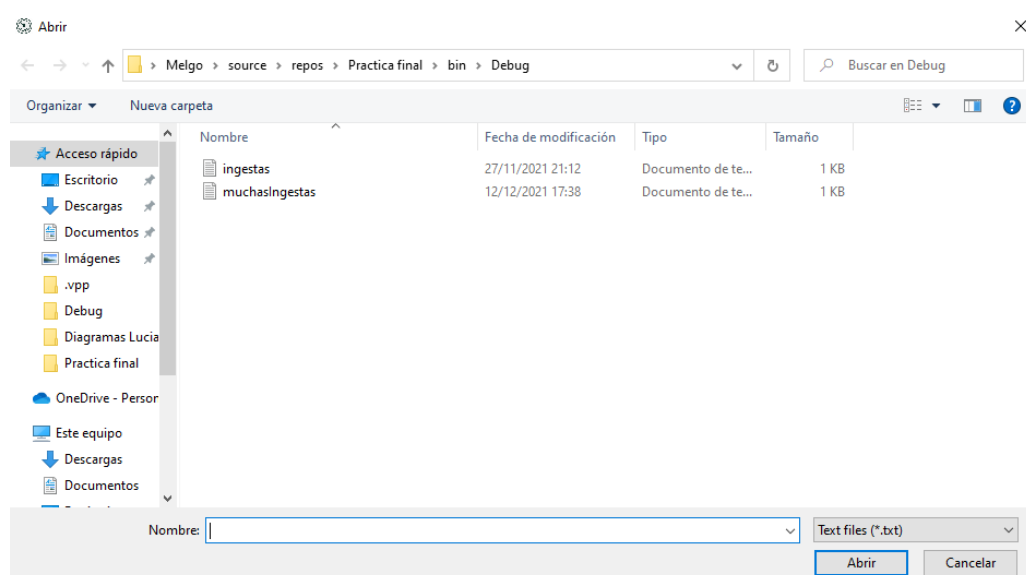 Abrir
Melgo > source > repos > Practica final > bin > Debug
Buscar en Debug
Organizar
Nueva carpeta
Nombre
Fecha de modificación
Tipo
Tamaño
Acceso rápido
Escritorio
Descargas
Documentos
Imágenes
.vpp
Debug
Diagramas Lucia
Practica final
OneDrive - Person
Este equipo
Descargas
Documentos
ingestas 27/11/2021 21:12 Documento de te... 1 KB
muchasIngestas 12/12/2021 17:38 Documento de te... 1 KB
Nombre:
Text files (*.txt)
Abrir
Cancelar